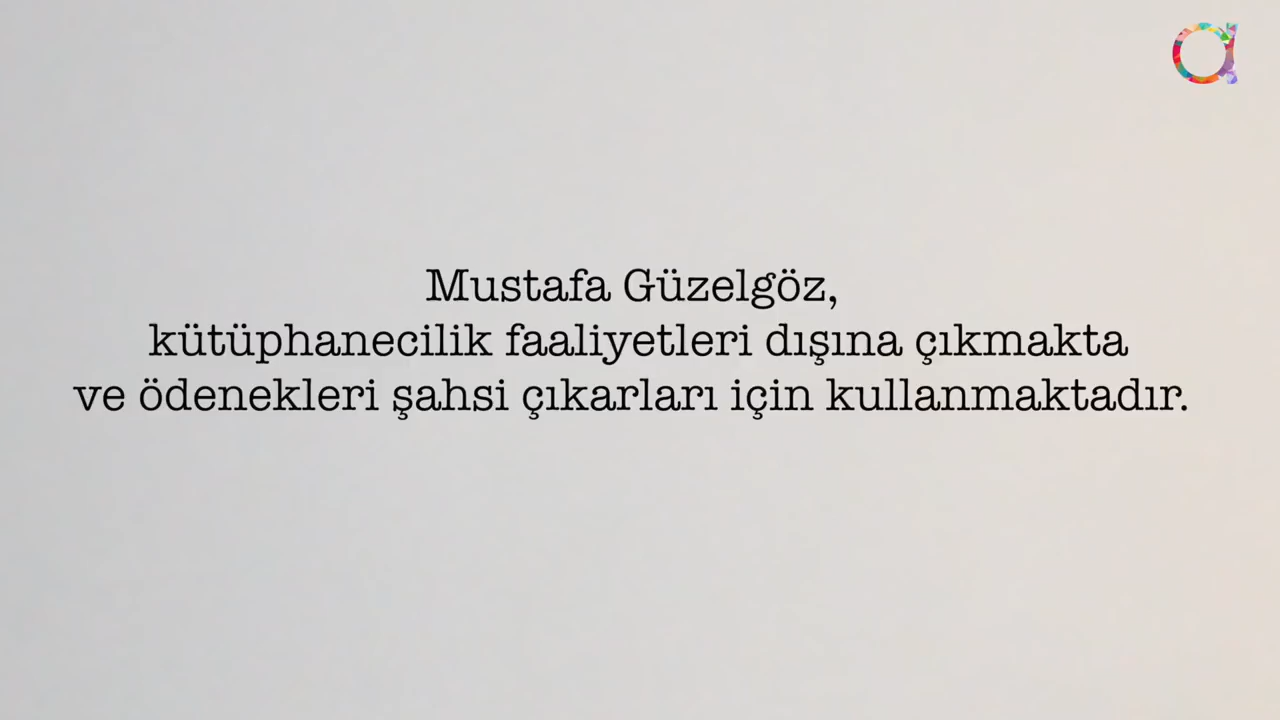 Mustafa Güzelgöz,
kütüphanecilik faaliyetleri dışına çıkmakta
ve ödenekleri şahsi çıkarları için kullanmaktadır.